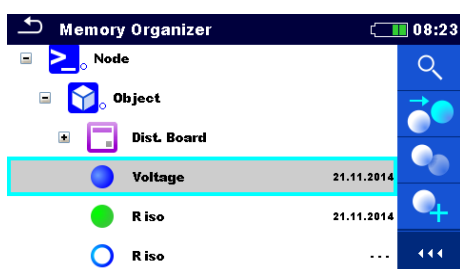 Memory Organizer 08:23
Node
Object
Dist. Board
Voltage 21.11.2014
R iso 21.11.2014
R iso ---